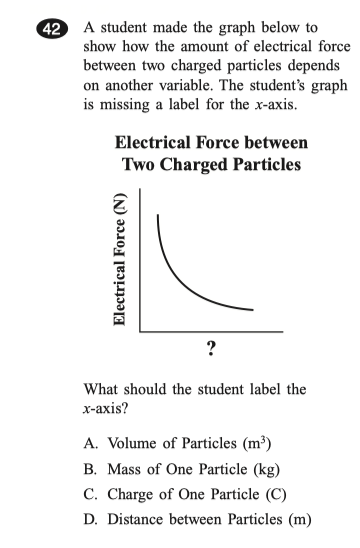 42 A student made the graph below to
show how the amount of electrical force
between two charged particles depends
on another variable. The student's graph
is missing a label for the x-axis.
Electrical Force between
Two Charged Particles
Electrical Force (N)
?
What should the student label the
x-axis?
A. Volume of Particles (m³)
B. Mass of One Particle (kg)
C. Charge of One Particle (C)
D. Distance between Particles (m)